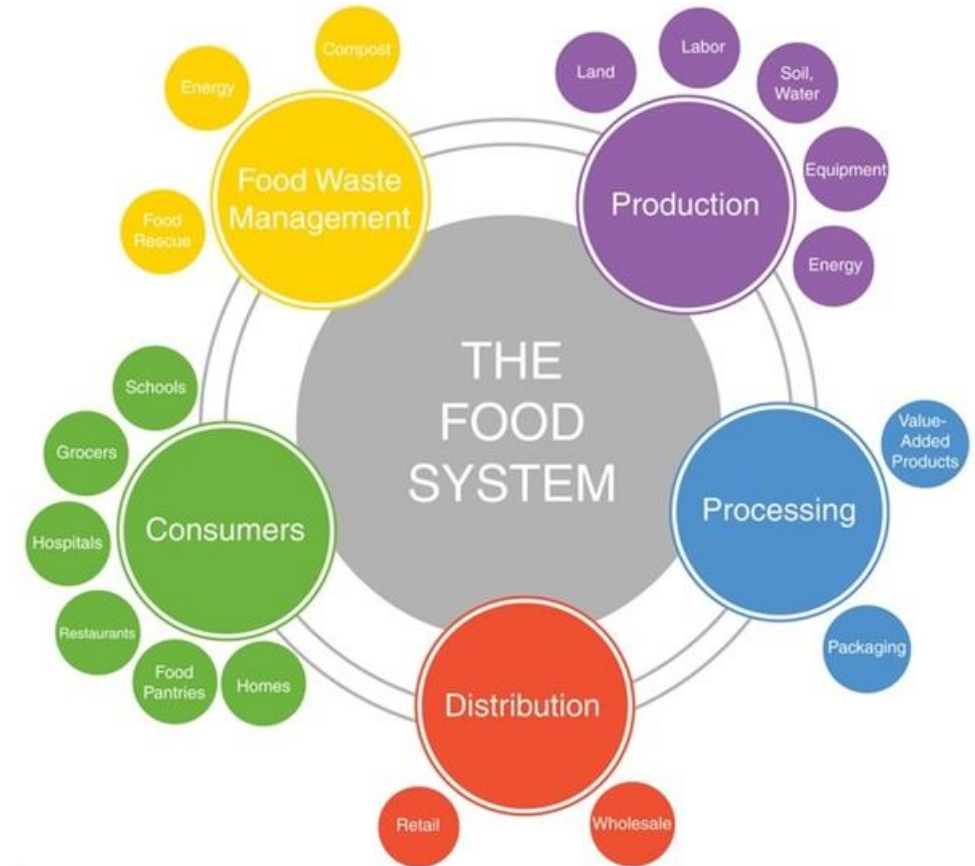 THE
FOOD
SYSTEM
Production
Land
Labor
Soil,
Water
Equipment
Energy
Processing
Value-
Added
Products
Packaging
Distribution
Wholesale
Retail
Consumers
Homes
Food
Pantries
Restaurants
Hospitals
Grocers
Schools
Food Waste
Management
Food
Rescue
Energy
Compost